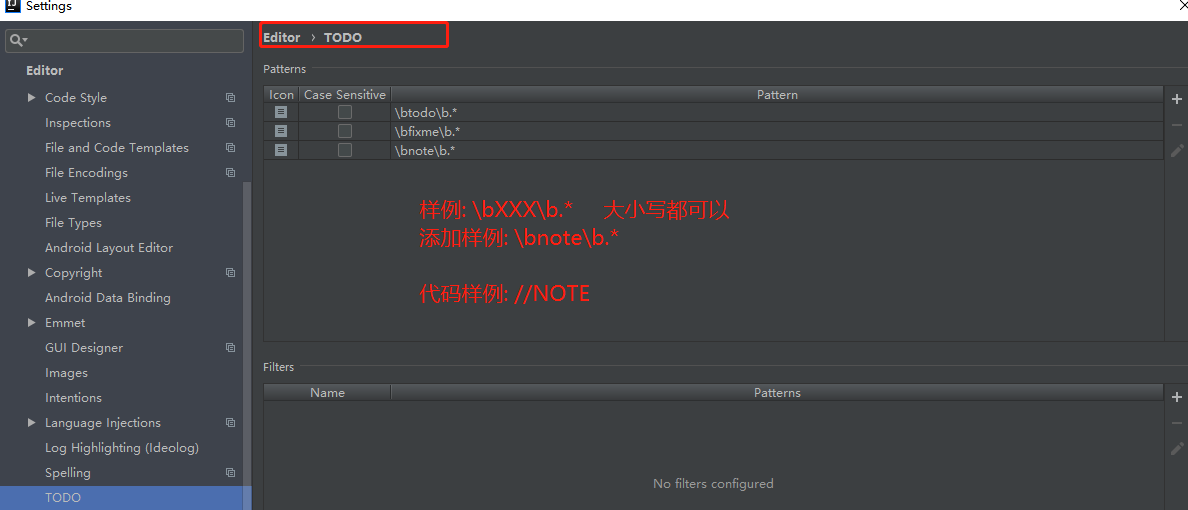 Settings
Editor › TODO
Editor
Code Style
Inspections
File and Code Templates
File Encodings
Live Templates
File Types
Android Layout Editor
Copyright
Android Data Binding
Emmet
GUI Designer
Images
Intentions
Language Injections
Log Highlighting (Ideolog)
Spelling
TODO
Patterns
Icon Case Sensitive Pattern
\btodo\b.*
\bfixme\b.*
\bnote\b.*
样例: \bXXX\b.* 大小写都可以
添加样例: \bnote\b.*
代码样例: //NOTE
Filters
Name Patterns
No filters configured